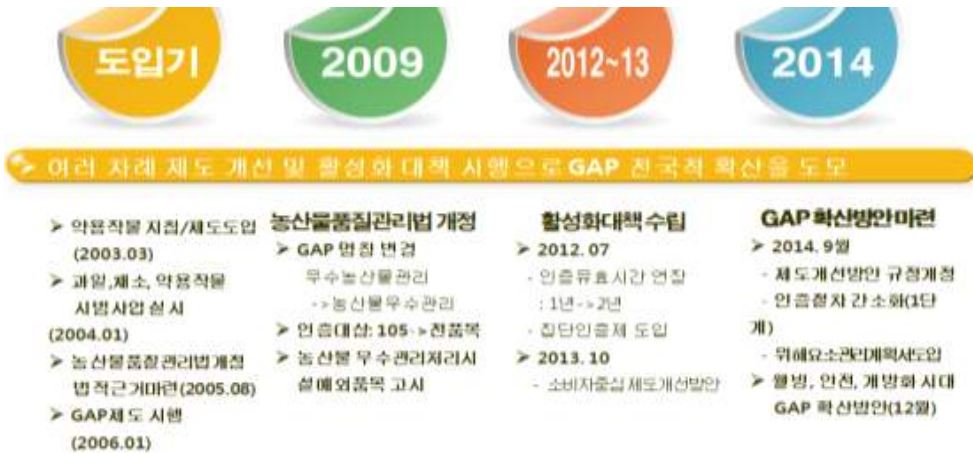 도입기
2009
2012~13
2014
여러 차례 제도 개선 및 활성화 대책 시행으로 GAP 전국적 확산을 도모
➤ 약용작물 지침/제도도입
(2003.03)
➤ 과일,채소, 약용작물
시범사업 실시
(2004.01)
➤ 농산물품질관리법개정
법적근거마련(2005.08)
➤ GAP제도 시행
(2006.01)
농산물품질관리법 개정
➤ GAP 명칭 변경
우수농산물관리
->농산물우수관리
➤ 인증대상: 105->전품목
➤ 농산물 우수관리처리시
설예외품목 고시
활성화대책 수립
➤ 2012. 07
- 인증유효시간 연장
: 1년->2년
- 집단인증제 도입
➤ 2013. 10
- 소비자중심 제도개선방안
GAP 확산방안마련
➤ 2014. 9월
- 제도개선방안 규정개정
- 인증절차 간소화(1단
계)
- 위해요소관리계획서도입
➤ 웰빙, 안전, 개방화 시대
GAP 확산방안(12월)